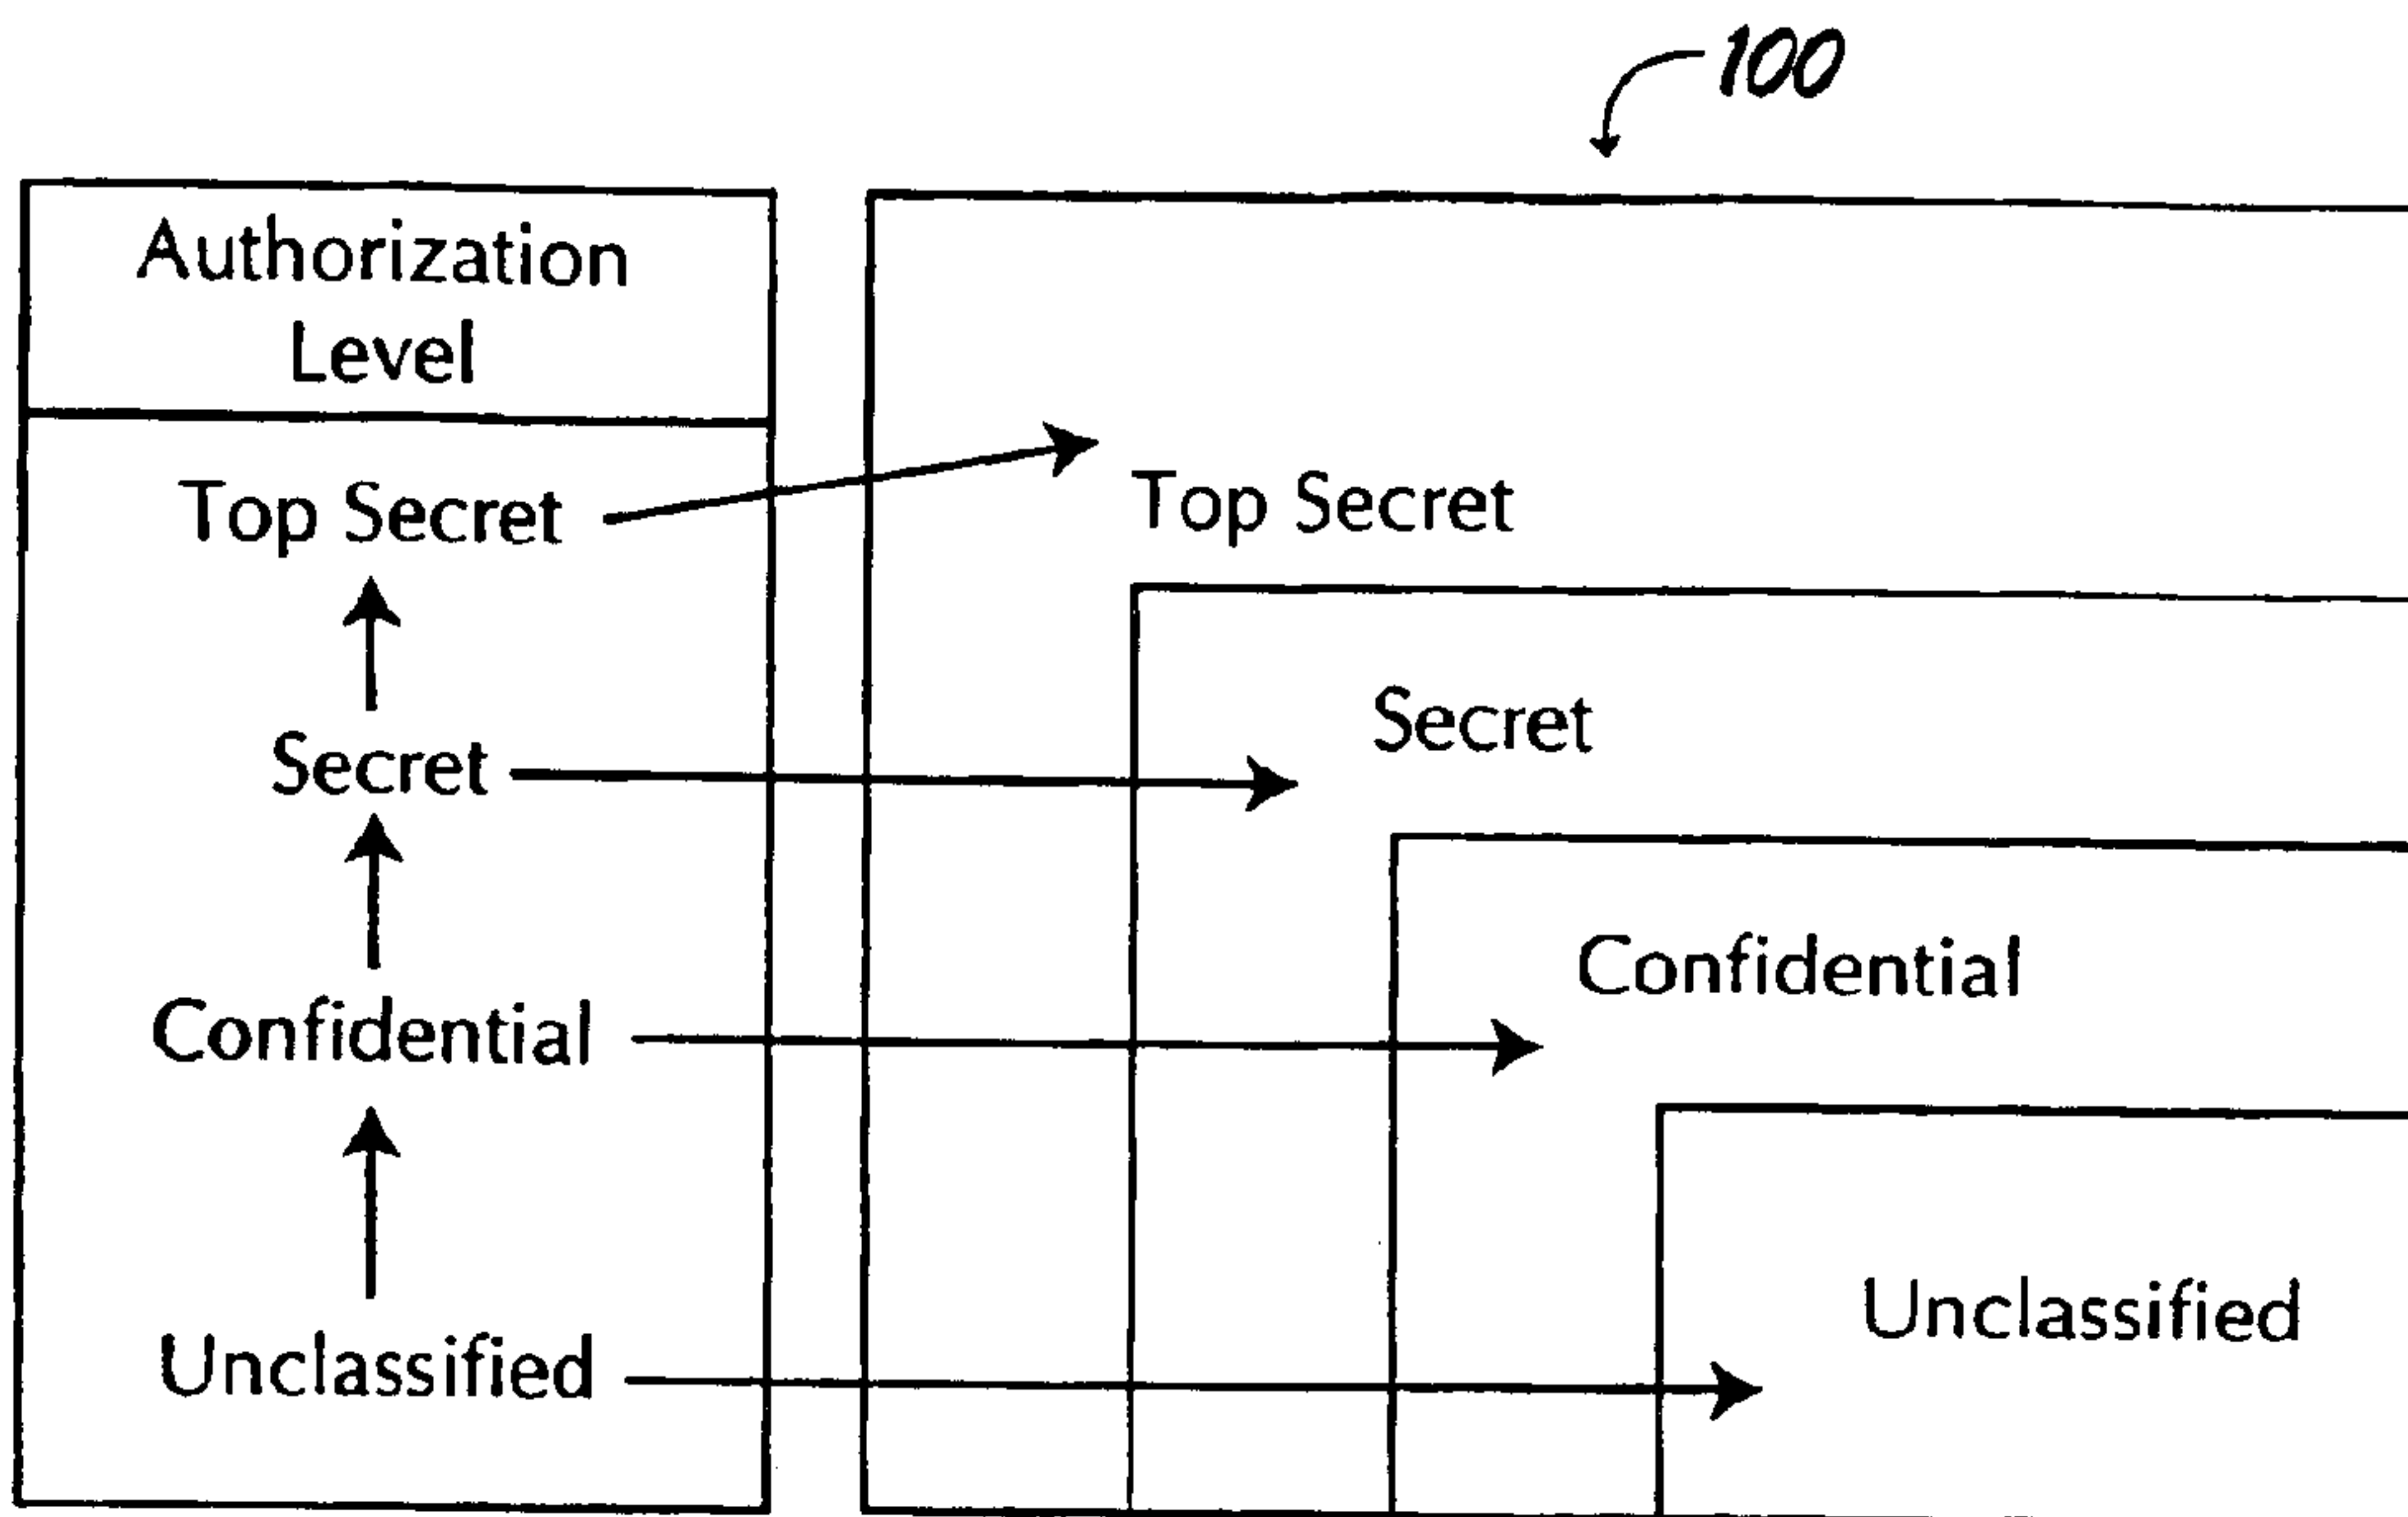 100
Authorization
Level
Top Secret
Secret
Confidential
Unclassified
Top Secret
Secret
Confidential
Unclassified